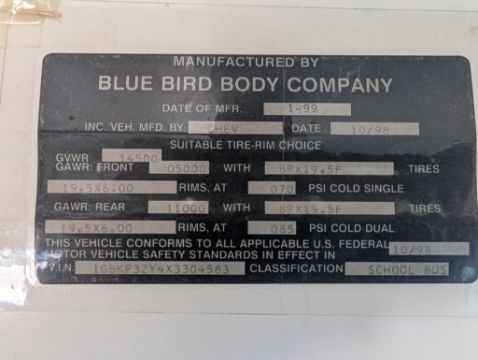 MANUFACTURED BY
BLUE BIRD BODY COMPANY
DATE OF MFR. 1-99
INC. VEH. MFD. BY CHEV DATE 10/98
SUITABLE TIRE-RIM CHOICE
GVWR 16500
GAWR: FRONT 05000 WITH 8RX19.5F TIRES
19.5X6.00 RIMS, AT 070 PSI COLD SINGLE
GAWR: REAR 11000 WITH 8RX19.5F TIRES
19.5X6.00 RIMS, AT 085 PSI COLD DUAL
THIS VEHICLE CONFORMS TO ALL APPLICABLE U.S. FEDERAL
MOTOR VEHICLE SAFETY STANDARDS IN EFFECT IN 10/98
V.I.N. 1GBKP32Y4X3304583 CLASSIFICATION SCHOOL BUS